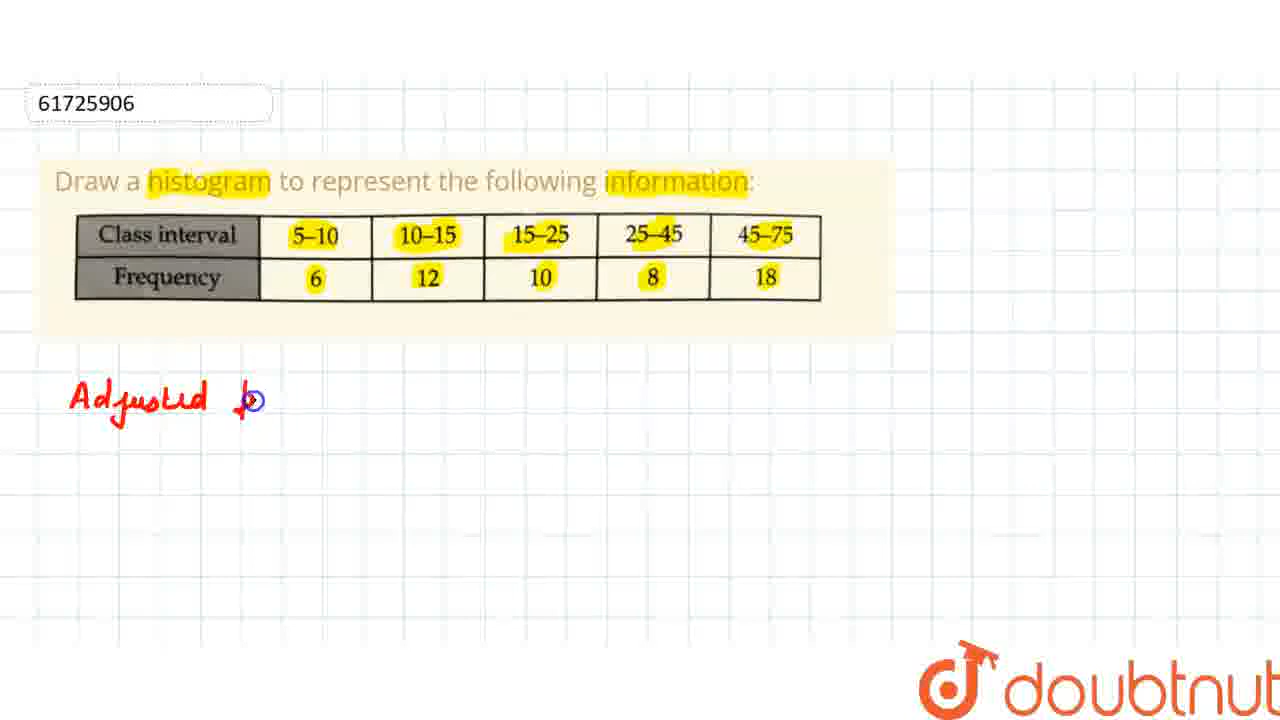 61725906
Draw a histogram to represent the following information:
Class interval 5–10 10–15 15–25 25–45 45–75
Frequency 6 12 10 8 18
Adjusted f
doubtnut